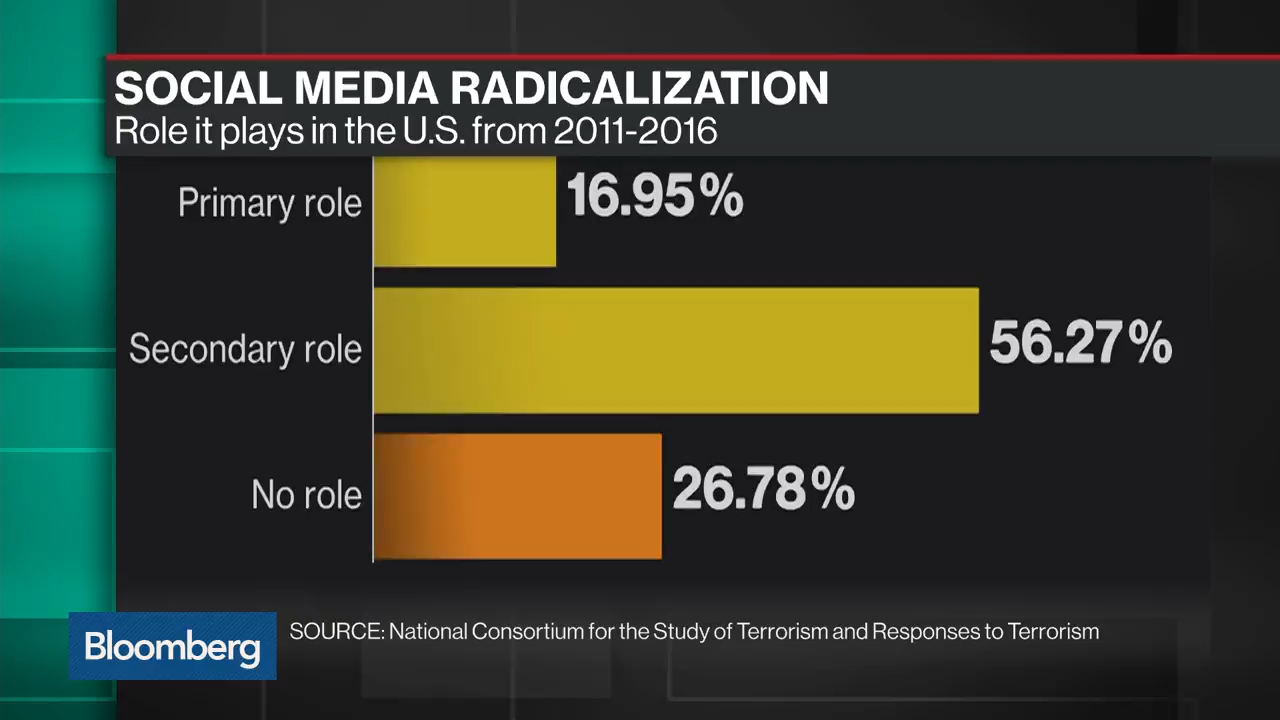 SOCIAL MEDIA RADICALIZATION
Role it plays in the U.S. from 2011-2016
Primary role 16.95%
Secondary role 56.27%
No role 26.78%
Bloomberg
SOURCE: National Consortium for the Study of Terrorism and Responses to Terrorism